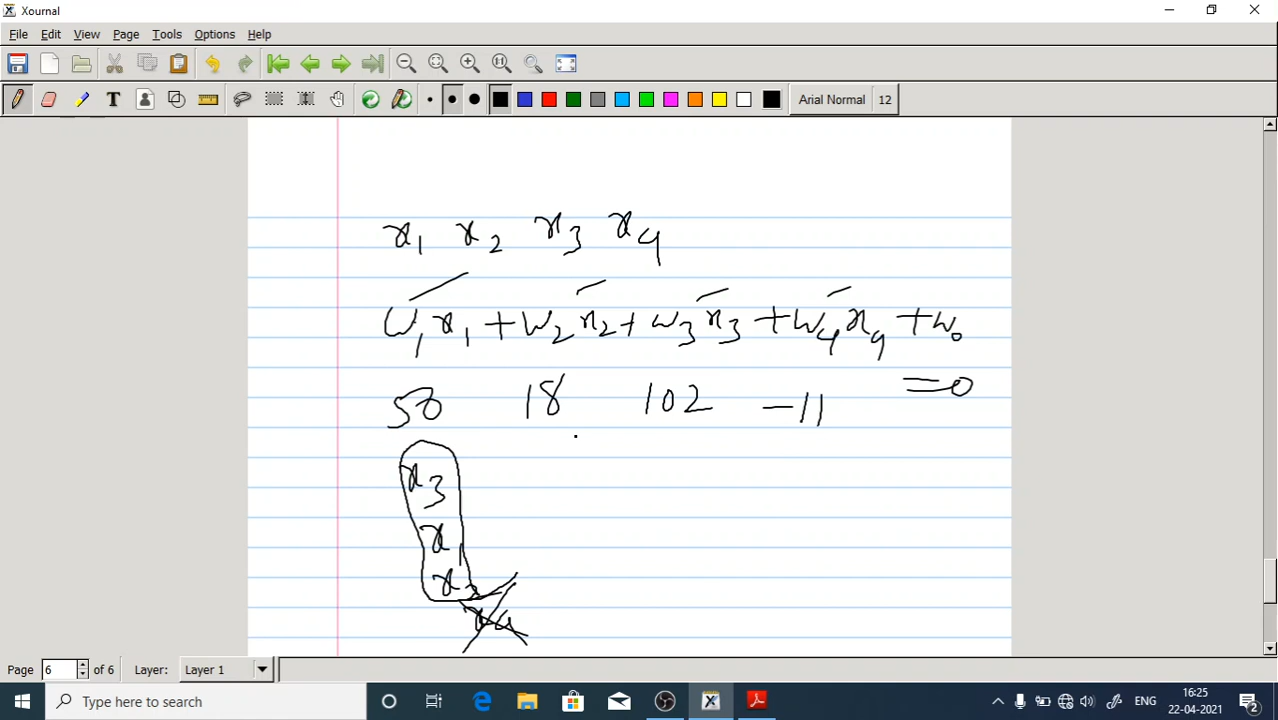 Xournal
File Edit View Page Tools Options Help
Arial Normal 12
x1 x2 x3 x4
w1x1 + w2x2 + w3x3 + w4x4 + w0
= 0
50 18 102 -11
x3
x1
x2
x4
Page 6 of 6 Layer: Layer 1
Type here to search
ENG
16:25
22-04-2021
2